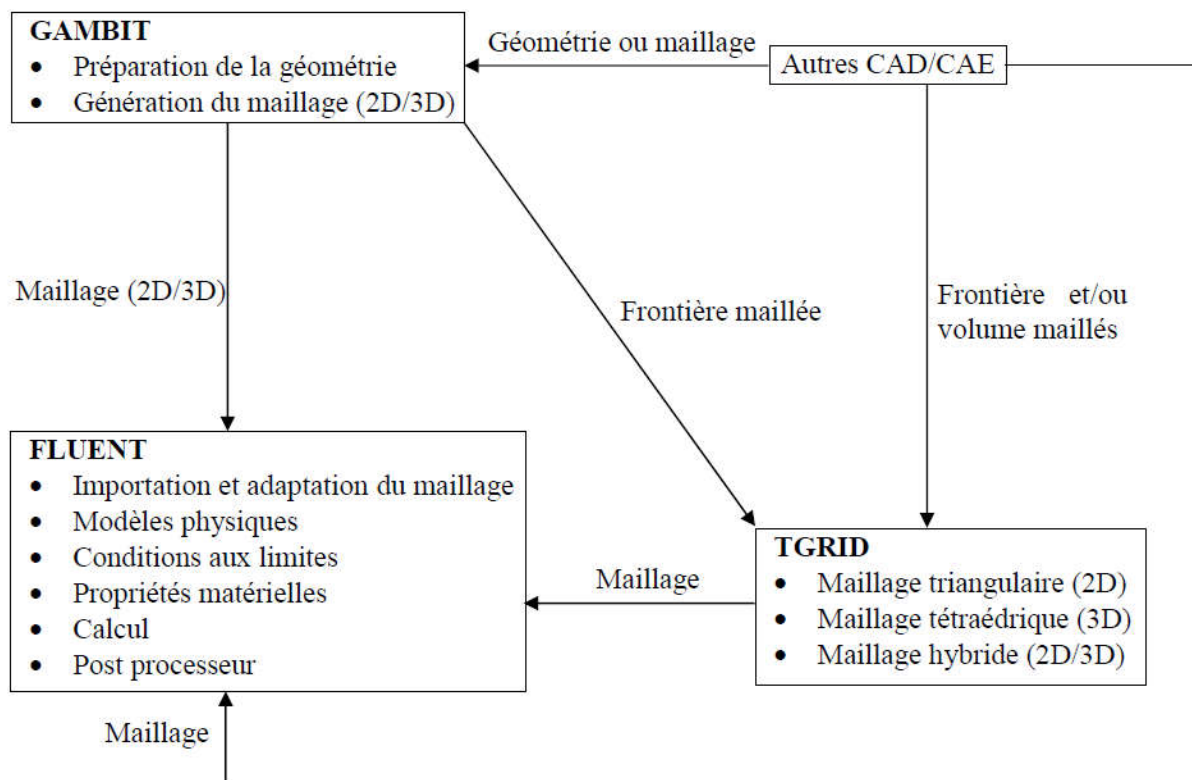 GAMBIT
• Préparation de la géométrie
• Génération du maillage (2D/3D)
Géométrie ou maillage
Autres CAD/CAE
Maillage (2D/3D)
Frontière maillée
Frontière et/ou
volume maillés
FLUENT
• Importation et adaptation du maillage
• Modèles physiques
• Conditions aux limites
• Propriétés matérielles
• Calcul
• Post processeur
Maillage
TGRID
• Maillage triangulaire (2D)
• Maillage tétraédrique (3D)
• Maillage hybride (2D/3D)
Maillage